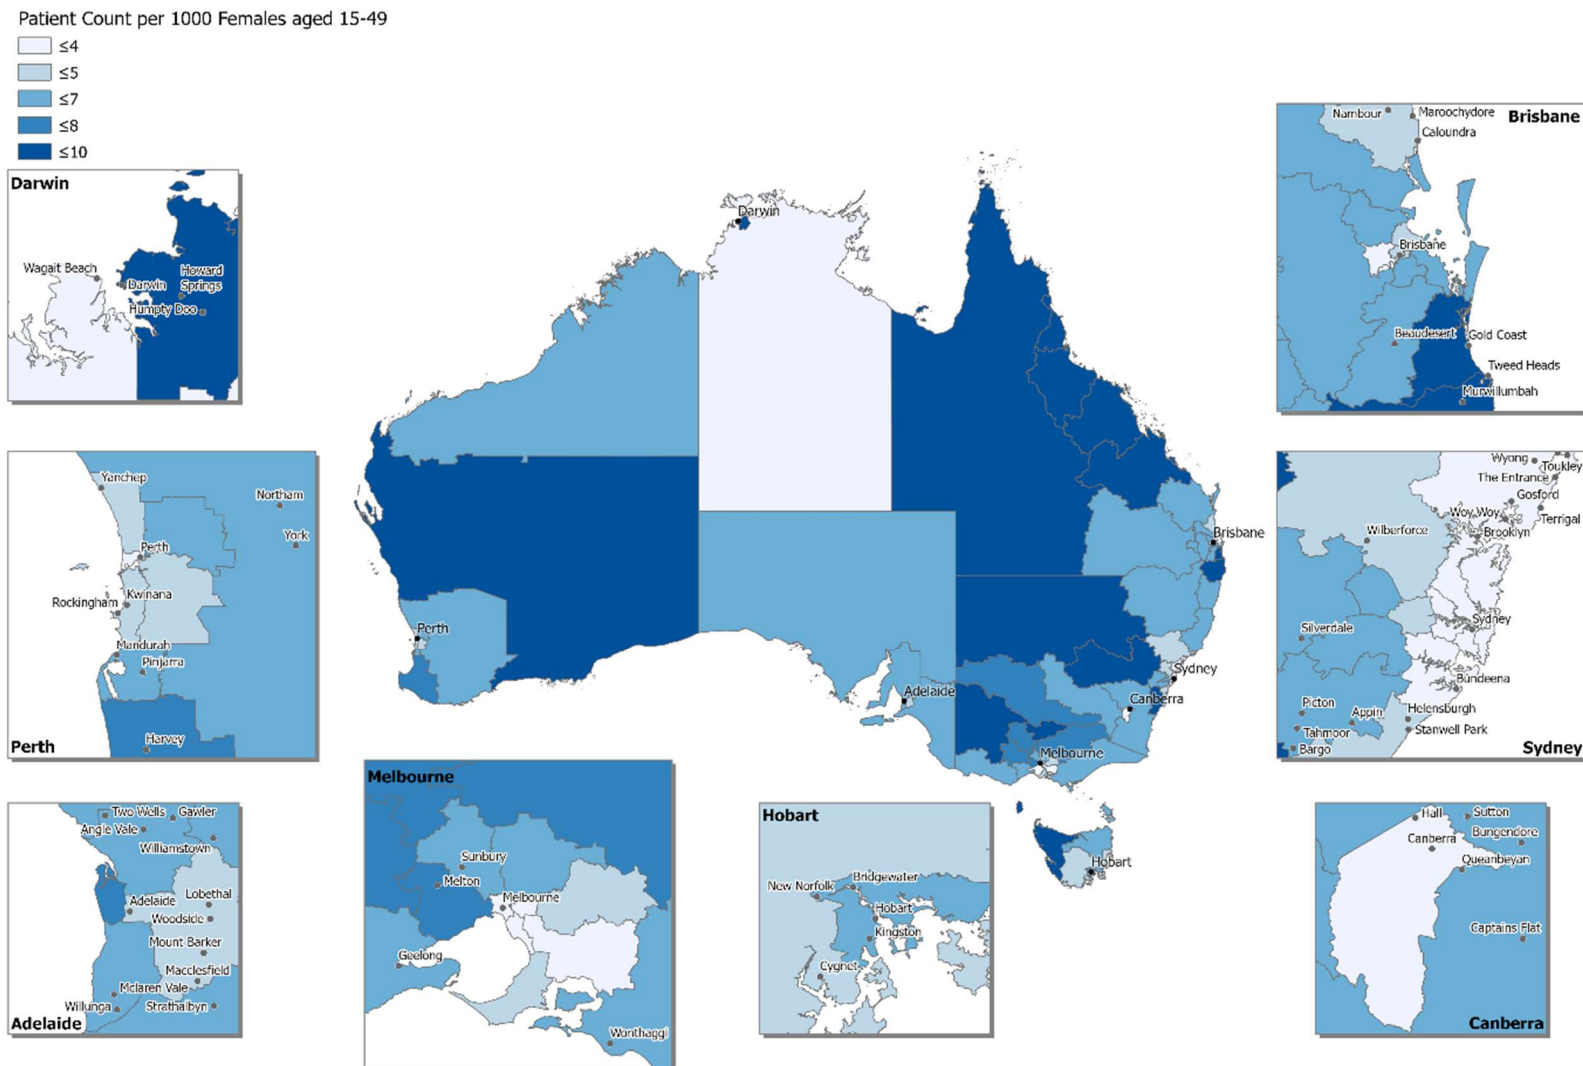 Patient Count per 1000 Females aged 15-49
≤4
≤5
≤7
≤8
≤10
Darwin
Wagait Beach
Darwin
Howard
Springs
Humpty Doo
Perth
Yanchep
Northam
York
Perth
Kwinana
Rockingham
Mandurah
Pinjarra
Harvey
Adelaide
Two Wells
Gawler
Angle Vale
Williamstown
Adelaide
Lobethal
Woodside
Mount Barker
Macclesfield
Mclaren Vale
Willunga
Strathalbyn
Melbourne
Sunbury
Melton
Melbourne
Geelong
Wonthaggi
Darwin
Brisbane
Perth
Adelaide
Sydney
Canberra
Melbourne
Hobart
Hobart
New Norfolk
Bridgewater
Hobart
Kingston
Cygnet
Brisbane
Nambour
Maroochydore
Caloundra
Brisbane
Beaudesert
Gold Coast
Tweed Heads
Murwillumbah
Wyong
Toukley
The Entrance
Gosford
Woy Woy
Terrigal
Brooklyn
Wilberforce
Sydney
Silverdale
Bundeena
Picton
Appin
Helensburgh
Tahmoor
Stanwell Park
Bargo
Sydney
Hall
Sutton
Canberra
Bungendore
Queanbeyan
Captains Flat
Canberra